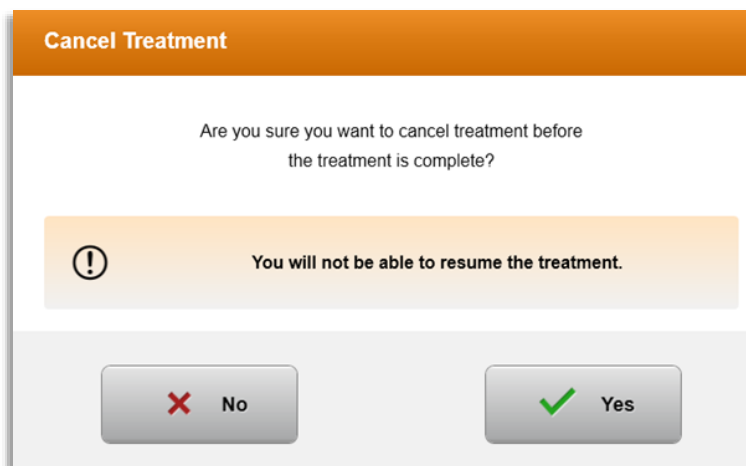 Cancel Treatment
Are you sure you want to cancel treatment before
the treatment is complete?
You will not be able to resume the treatment.
No
Yes